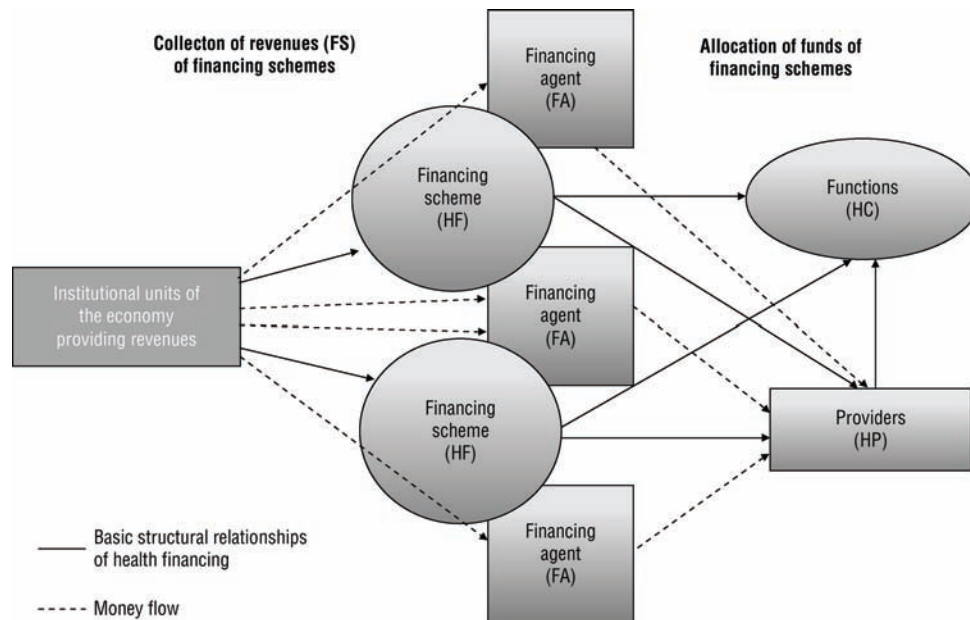 Collecton of revenues (FS)
of financing schemes
Financing
agent
(FA)
Allocation of funds of
financing schemes
Financing
scheme
(HF)
Functions
(HC)
Institutional units of
the economy
providing revenues
Financing
agent
(FA)
Financing
scheme
(HF)
Providers
(HP)
Financing
agent
(FA)
Basic structural relationships
of health financing
Money flow